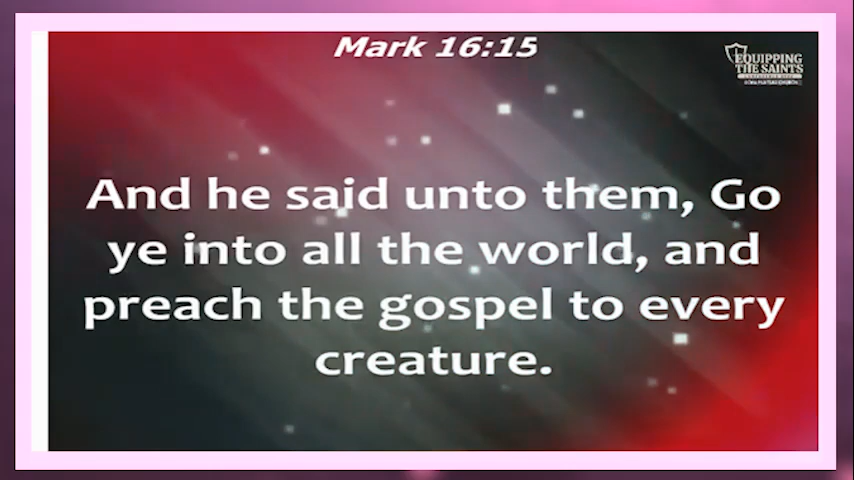 Mark 16:15
EQUIPPING
THE SAINTS
And he said unto them, Go
ye into all the world, and
preach the gospel to every
creature.